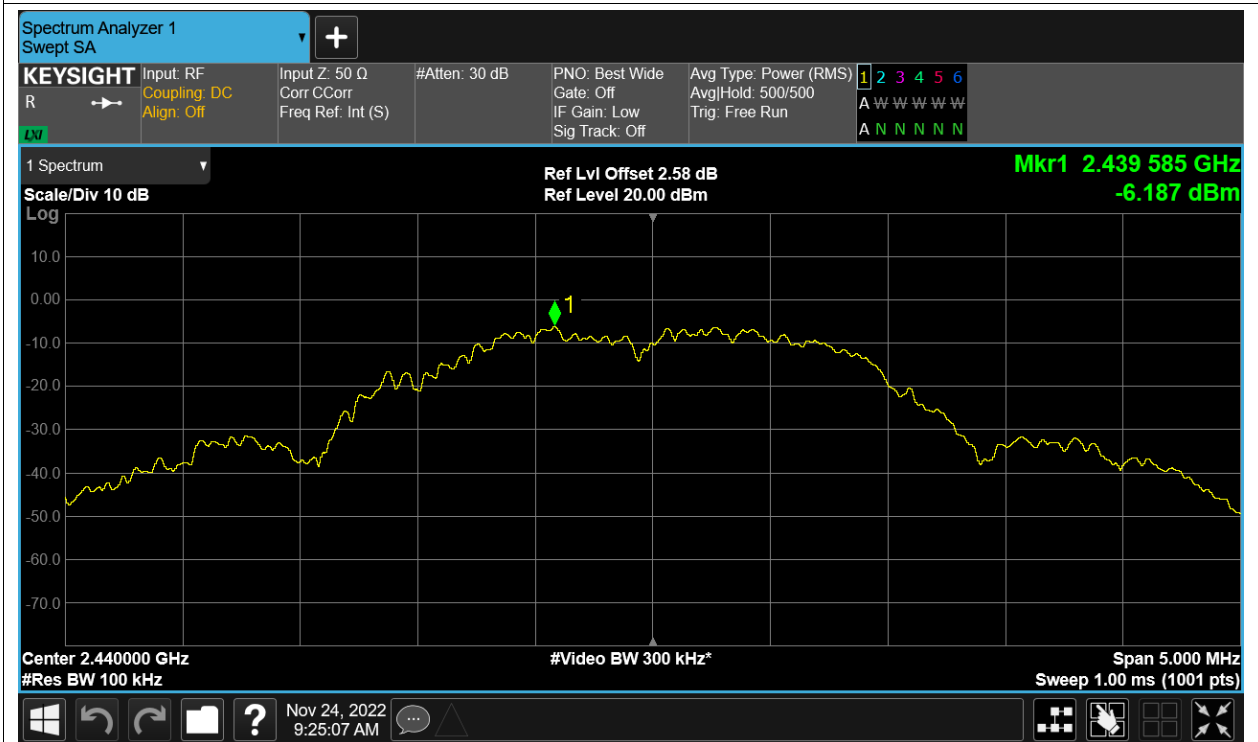 Spectrum Analyzer 1
Swept SA
KEYSIGHT
R
LXI
Input: RF
Coupling: DC
Align: Off
Input Z: 50 Ω
Corr CCorr
Freq Ref: Int (S)
#Atten: 30 dB
PNO: Best Wide
Gate: Off
IF Gain: Low
Sig Track: Off
Avg Type: Power (RMS)
Avg|Hold: 500/500
Trig: Free Run
1 2 3 4 5 6
A W W W W W
A N N N N N
1 Spectrum
Scale/Div 10 dB
Ref Lvl Offset 2.58 dB
Ref Level 20.00 dBm
Mkr1 2.439 585 GHz
-6.187 dBm
Log
10.0
0.00
-10.0
-20.0
-30.0
-40.0
-50.0
-60.0
-70.0
1
Center 2.440000 GHz
#Res BW 100 kHz
#Video BW 300 kHz*
Span 5.000 MHz
Sweep 1.00 ms (1001 pts)
?
Nov 24, 2022
9:25:07 AM